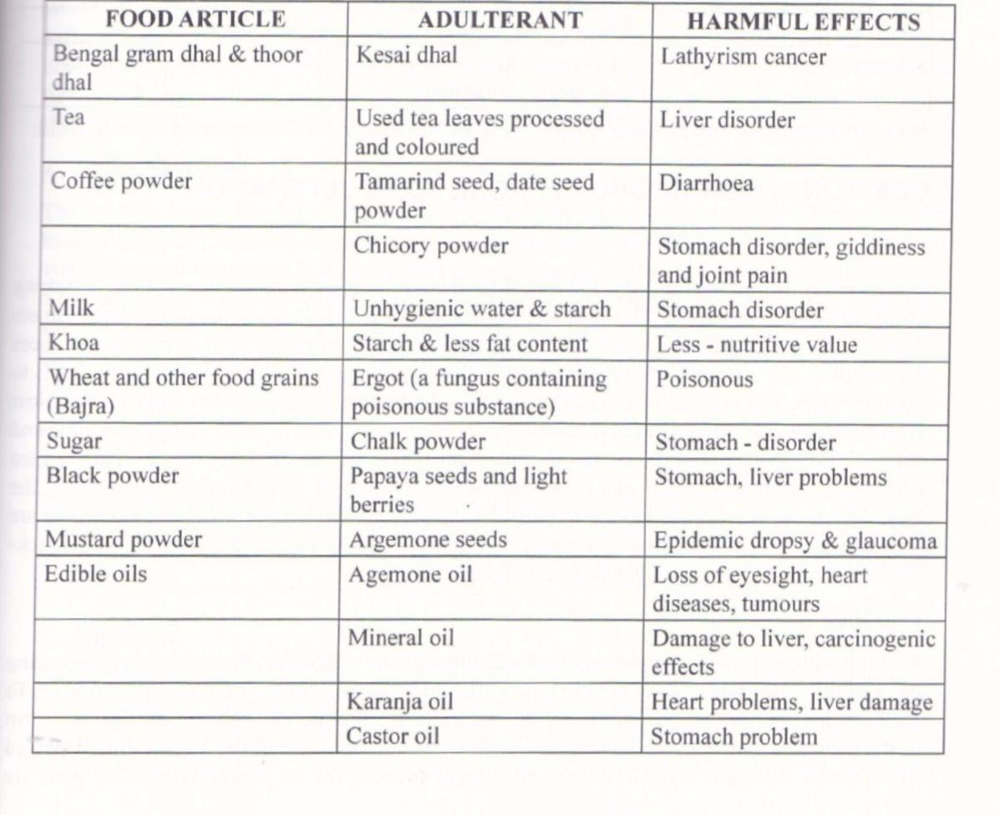 FOOD ARTICLE ADULTERANT HARMFUL EFFECTS
Bengal gram dhal & thoor Kesai dhal Lathyrism cancer
dhal
Tea Used tea leaves processed Liver disorder
and coloured
Coffee powder Tamarind seed, date seed Diarrhoea
powder
Chicory powder Stomach disorder, giddiness
and joint pain
Milk Unhygienic water & starch Stomach disorder
Khoa Starch & less fat content Less - nutritive value
Wheat and other food grains Ergot (a fungus containing Poisonous
(Bajra) poisonous substance)
Sugar Chalk powder Stomach - disorder
Black powder Papaya seeds and light Stomach, liver problems
berries
Mustard powder Argemone seeds Epidemic dropsy & glaucoma
Edible oils Agemone oil Loss of eyesight, heart
diseases, tumours
Mineral oil Damage to liver, carcinogenic
effects
Karanja oil Heart problems, liver damage
Castor oil Stomach problem